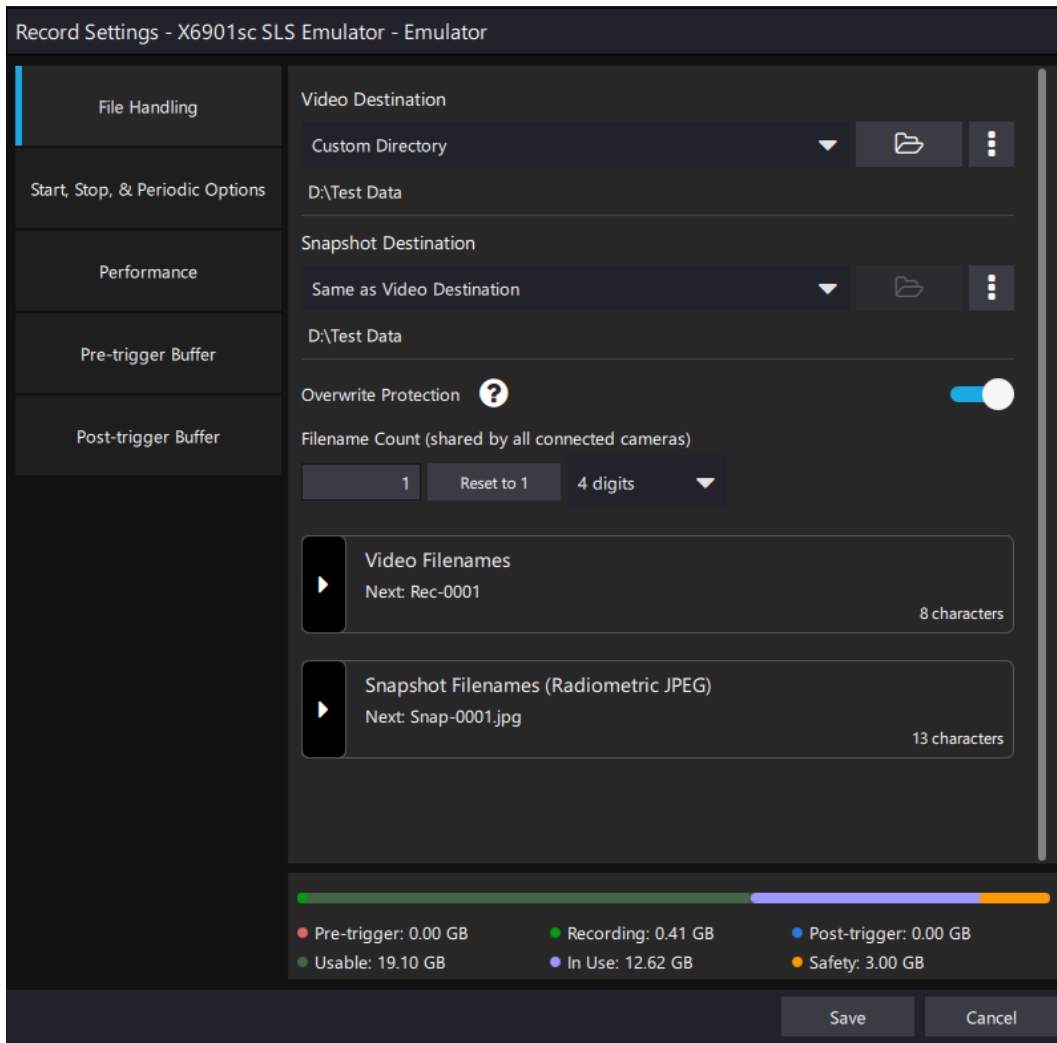 Record Settings - X6901sc SLS Emulator - Emulator
File Handling
Start, Stop, & Periodic Options
Performance
Pre-trigger Buffer
Post-trigger Buffer
Video Destination
Custom Directory
D:\Test Data
Snapshot Destination
Same as Video Destination
D:\Test Data
Overwrite Protection ?
Filename Count (shared by all connected cameras)
1 Reset to 1 4 digits
Video Filenames
Next: Rec-0001
8 characters
Snapshot Filenames (Radiometric JPEG)
Next: Snap-0001.jpg
13 characters
Pre-trigger: 0.00 GB Recording: 0.41 GB Post-trigger: 0.00 GB
Usable: 19.10 GB In Use: 12.62 GB Safety: 3.00 GB
Save Cancel